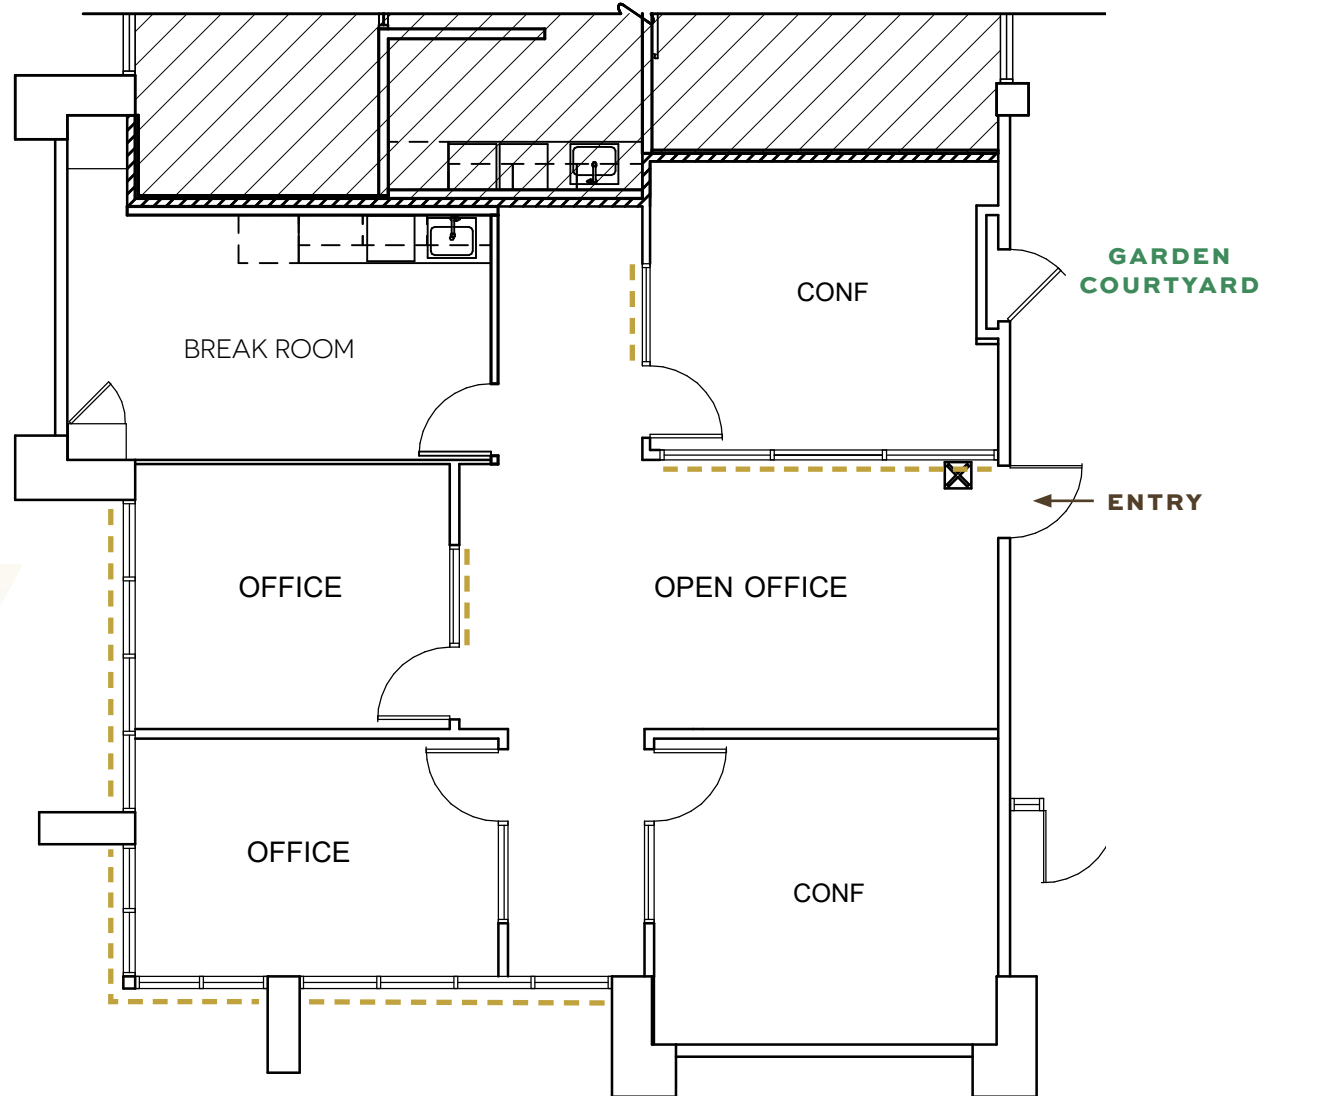 GARDEN
COURTYARD
CONF
BREAK ROOM
ENTRY
OFFICE
OPEN OFFICE
OFFICE
CONF